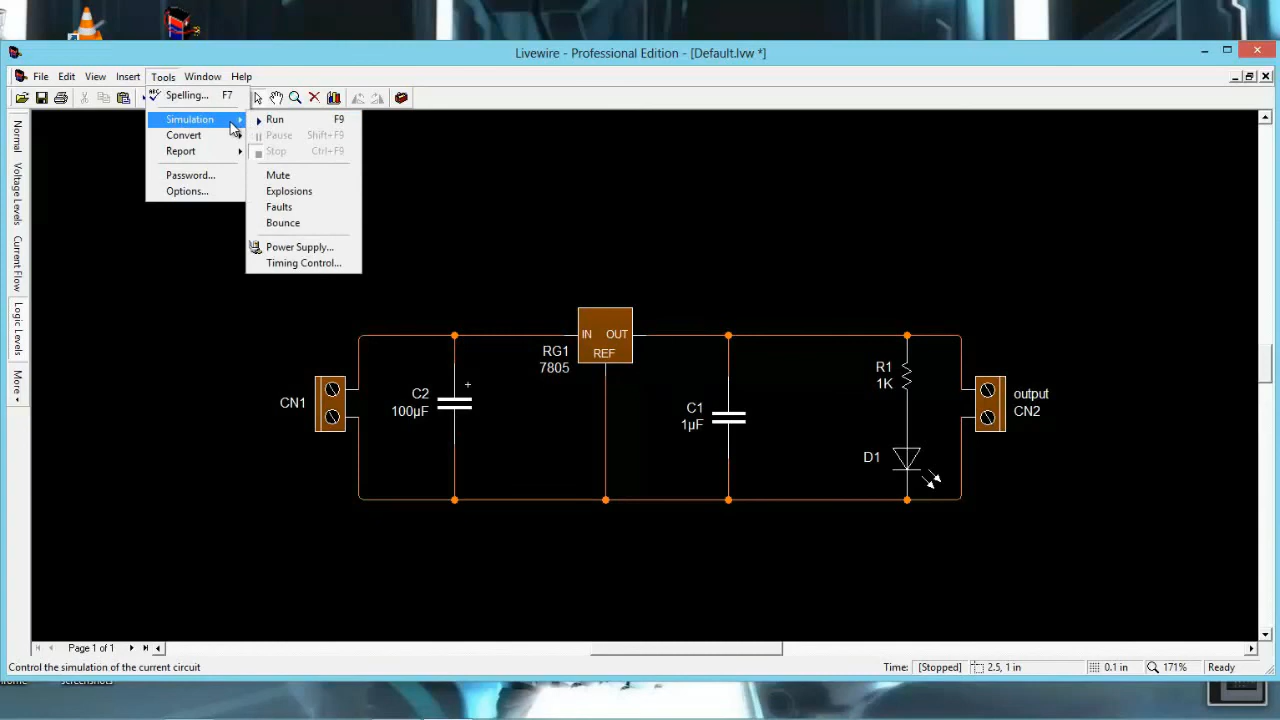 Livewire - Professional Edition - [Default.lvw *]
File Edit View Insert Tools Window Help
Spelling... F7
Simulation
Convert
Report
Password...
Options...
Run F9
Pause Shift+F9
Stop Ctrl+F9
Mute
Explosions
Faults
Bounce
Power Supply...
Timing Control...
Normal
Voltage Levels
Current Flow
Logic Levels
More
IN OUT
REF
RG1
7805
CN1
C2
100µF
+
C1
1µF
R1
1K
D1
output
CN2
Page 1 of 1
Control the simulation of the current circuit
Time: [Stopped] 2.5, 1 in 0.1 in 171% Ready